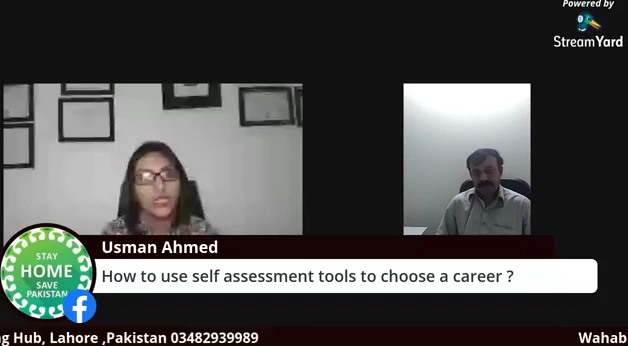 Powered by
StreamYard
Usman Ahmed
STAY
HOME
SAVE
PAKISTAN
How to use self assessment tools to choose a career ?
g Hub, Lahore ,Pakistan 03482939989
Wahab